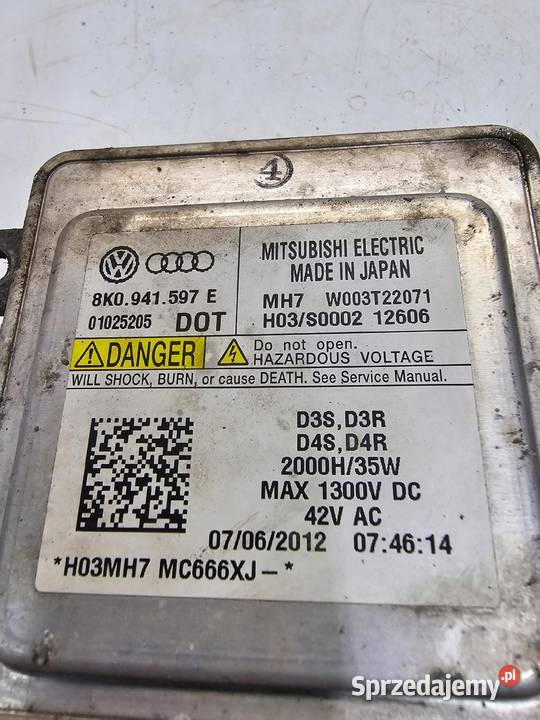 4
8K0.941.597 E
01025205 DOT
MITSUBISHI ELECTRIC
MADE IN JAPAN
MH7 W003T22071
H03/S0002 12606
DANGER
Do not open.
HAZARDOUS VOLTAGE
WILL SHOCK, BURN, or cause DEATH. See Service Manual.
D3S,D3R
D4S,D4R
2000H/35W
MAX 1300V DC
42V AC
07/06/2012 07:46:14
*H03MH7 MC666XJ-*
Sprzedajemy.pl